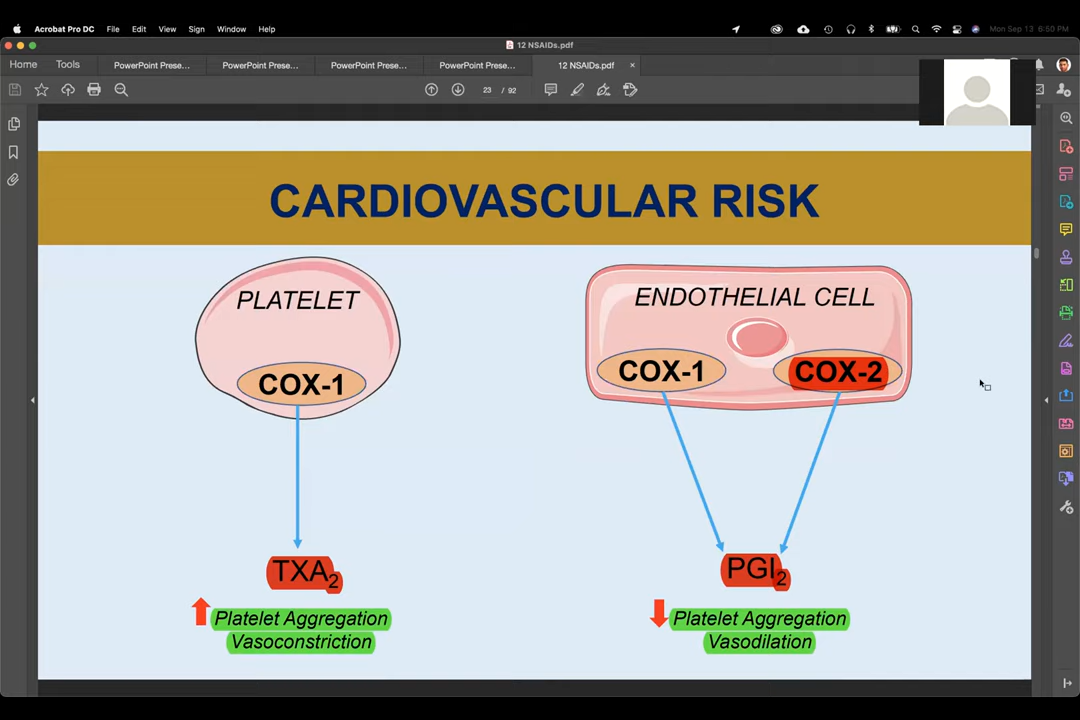 Acrobat Pro DC File Edit View Sign Window Help
Mon Sep 13 6:50 PM
12 NSAIDs.pdf
Home Tools PowerPoint Prese... PowerPoint Prese... PowerPoint Prese... PowerPoint Prese... 12 NSAIDs.pdf ×
23 / 92
CARDIOVASCULAR RISK
PLATELET
ENDOTHELIAL CELL
COX-1
COX-1
COX-2
TXA2
PGI2
Platelet Aggregation
Vasoconstriction
Platelet Aggregation
Vasodilation